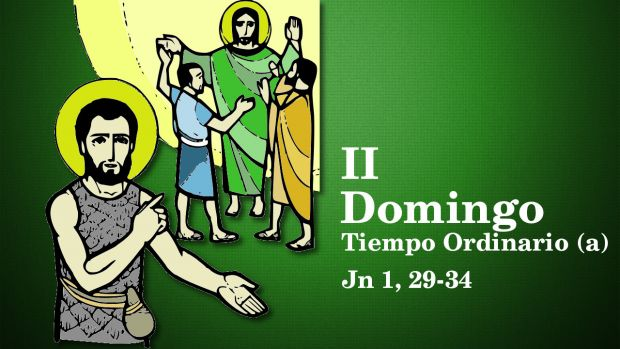 II
Domingo
Tiempo Ordinario (a)
Jn 1, 29-34